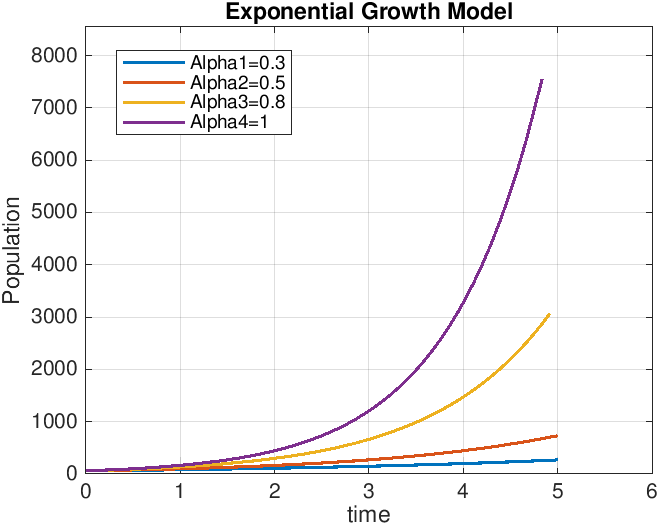 Exponential Growth Model
Alpha1=0.3
Alpha2=0.5
Alpha3=0.8
Alpha4=1
Population
8000
7000
6000
5000
4000
3000
2000
1000
0
0 1 2 3 4 5 6
time